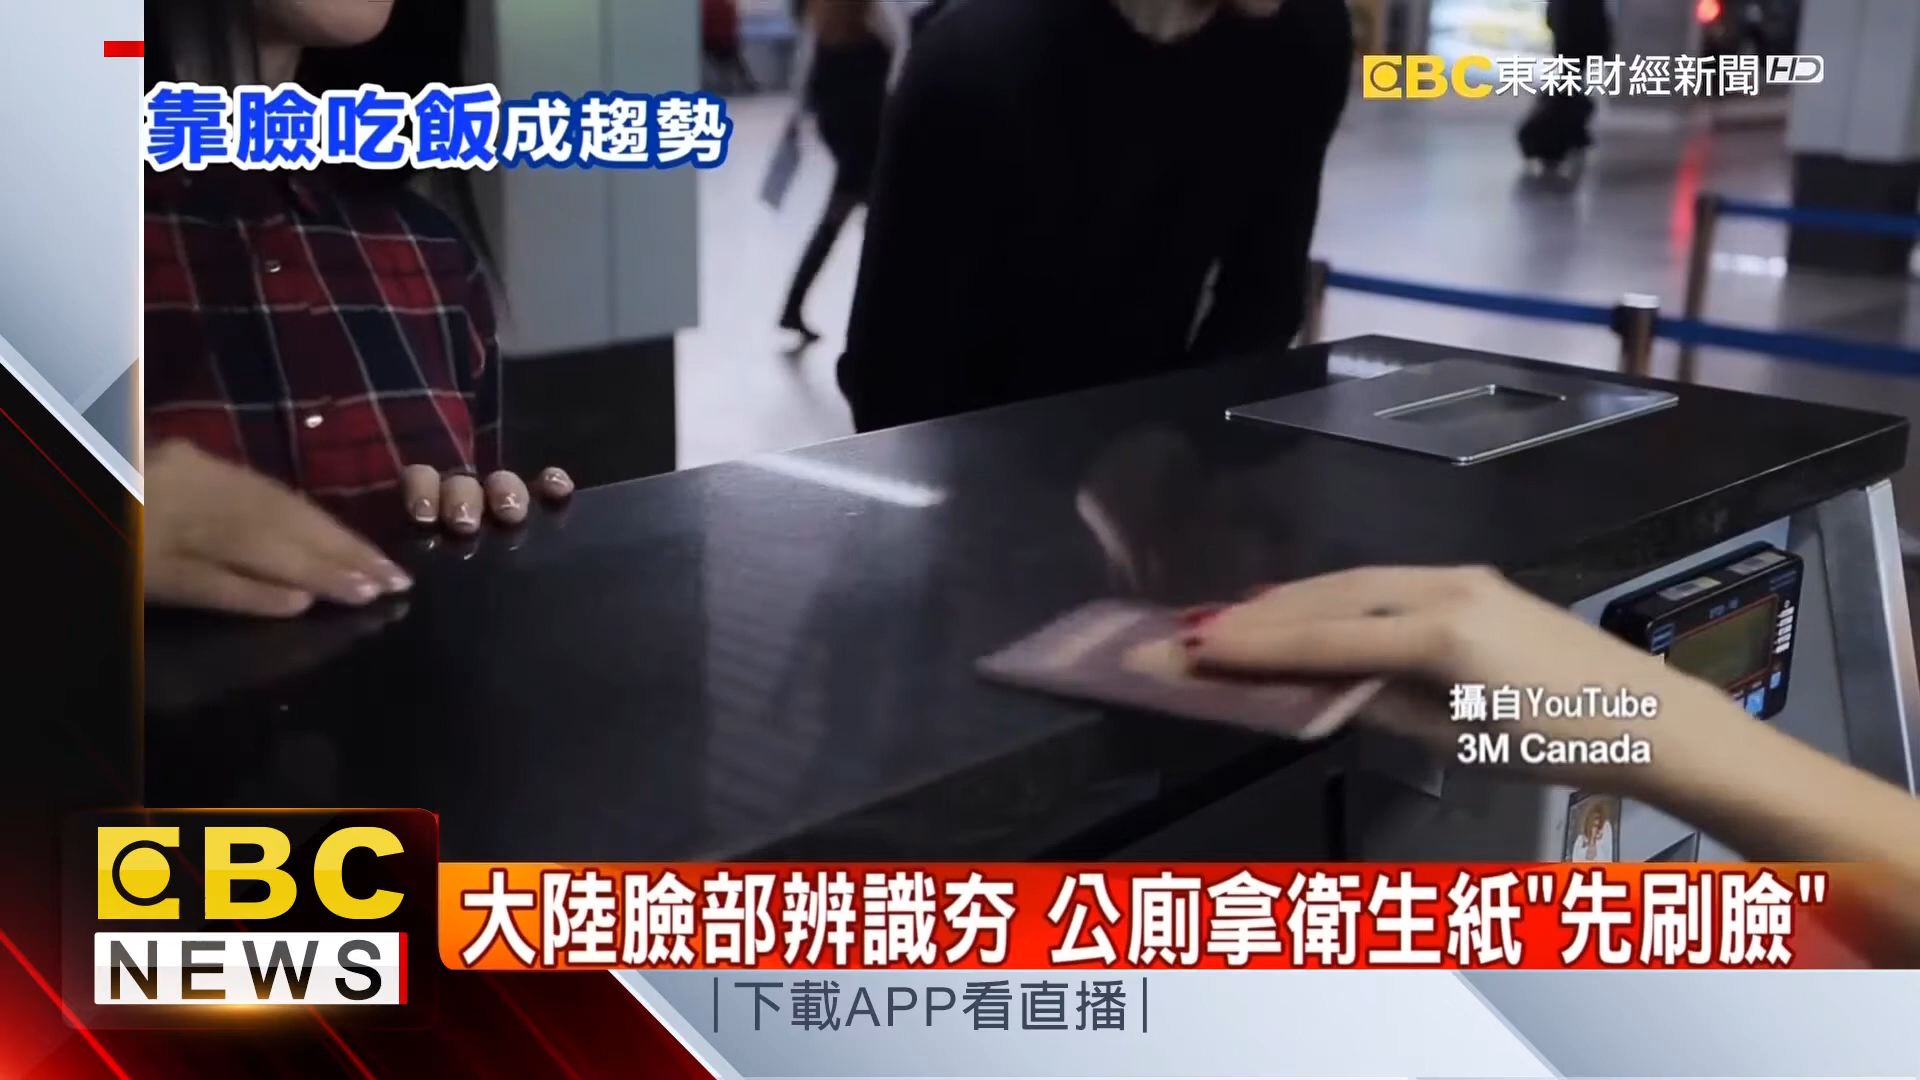 靠臉吃飯成趨勢
EBC東森財經新聞HD
攝自YouTube
3M Canada
EBC
NEWS
大陸臉部辨識夯 公廁拿衛生紙"先刷臉"
|下載APP看直播|